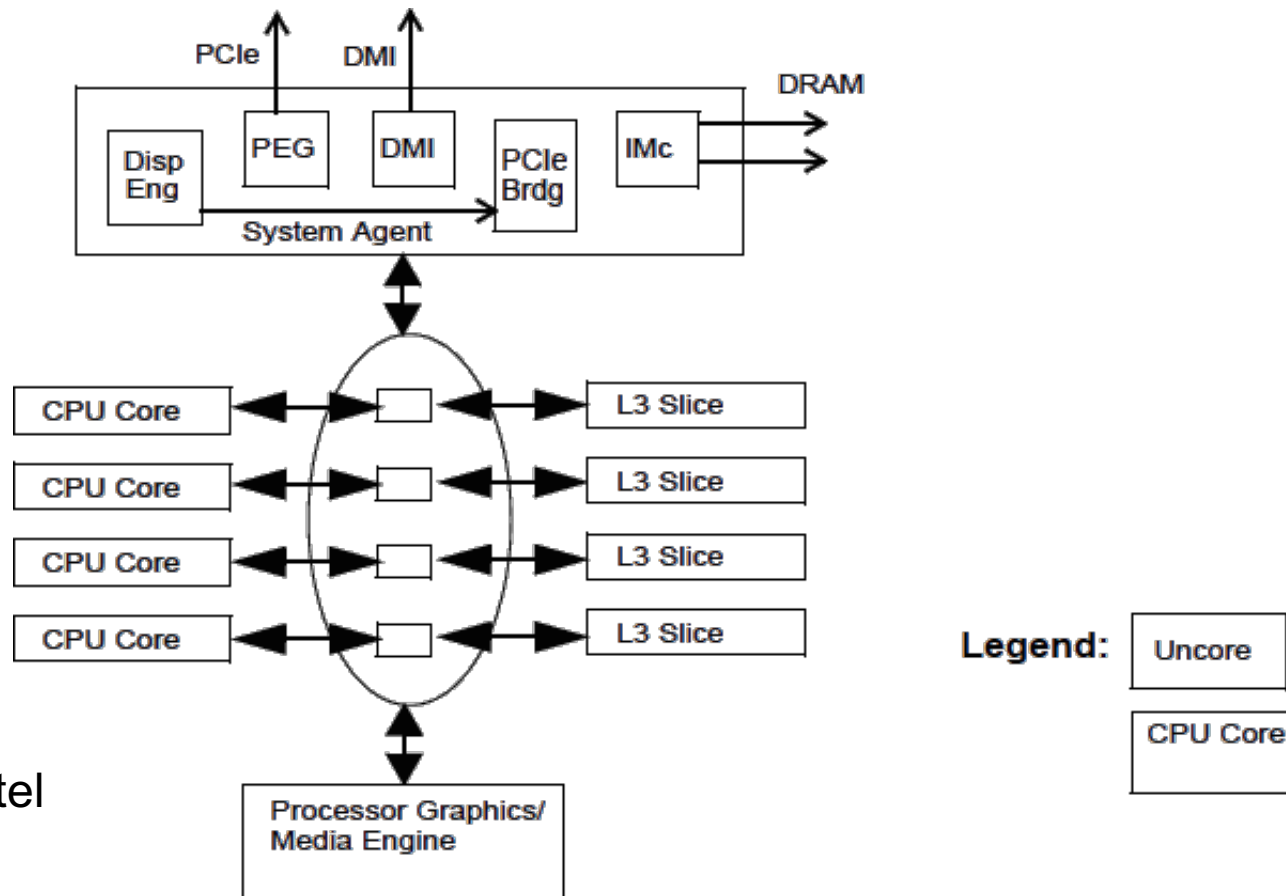 PCIe
DMI
DRAM
Disp
Eng
PEG
DMI
PCIe
Brdg
IMc
System Agent
CPU Core
L3 Slice
CPU Core
L3 Slice
CPU Core
L3 Slice
CPU Core
L3 Slice
Legend:
Uncore
CPU Core
tel
Processor Graphics/
Media Engine